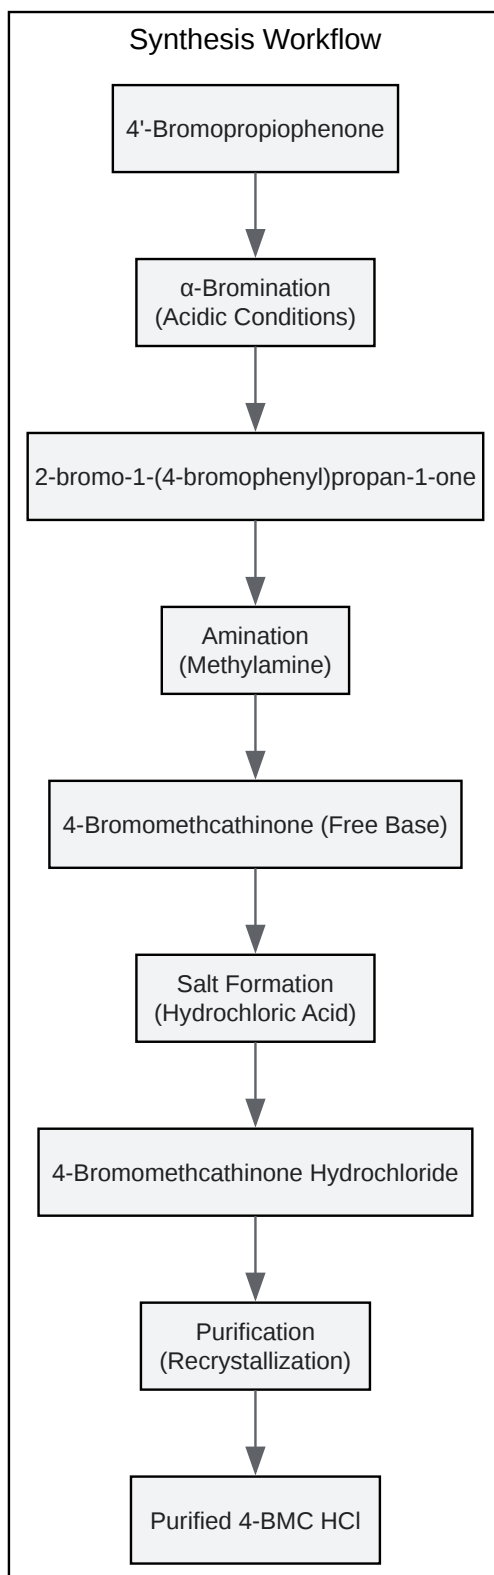 Synthesis Workflow
4'-Bromopropiophenone
α-Bromination
(Acidic Conditions)
2-bromo-1-(4-bromophenyl)propan-1-one
Amination
(Methylamine)
4-Bromomethcathinone (Free Base)
Salt Formation
(Hydrochloric Acid)
4-Bromomethcathinone Hydrochloride
Purification
(Recrystallization)
Purified 4-BMC HCl